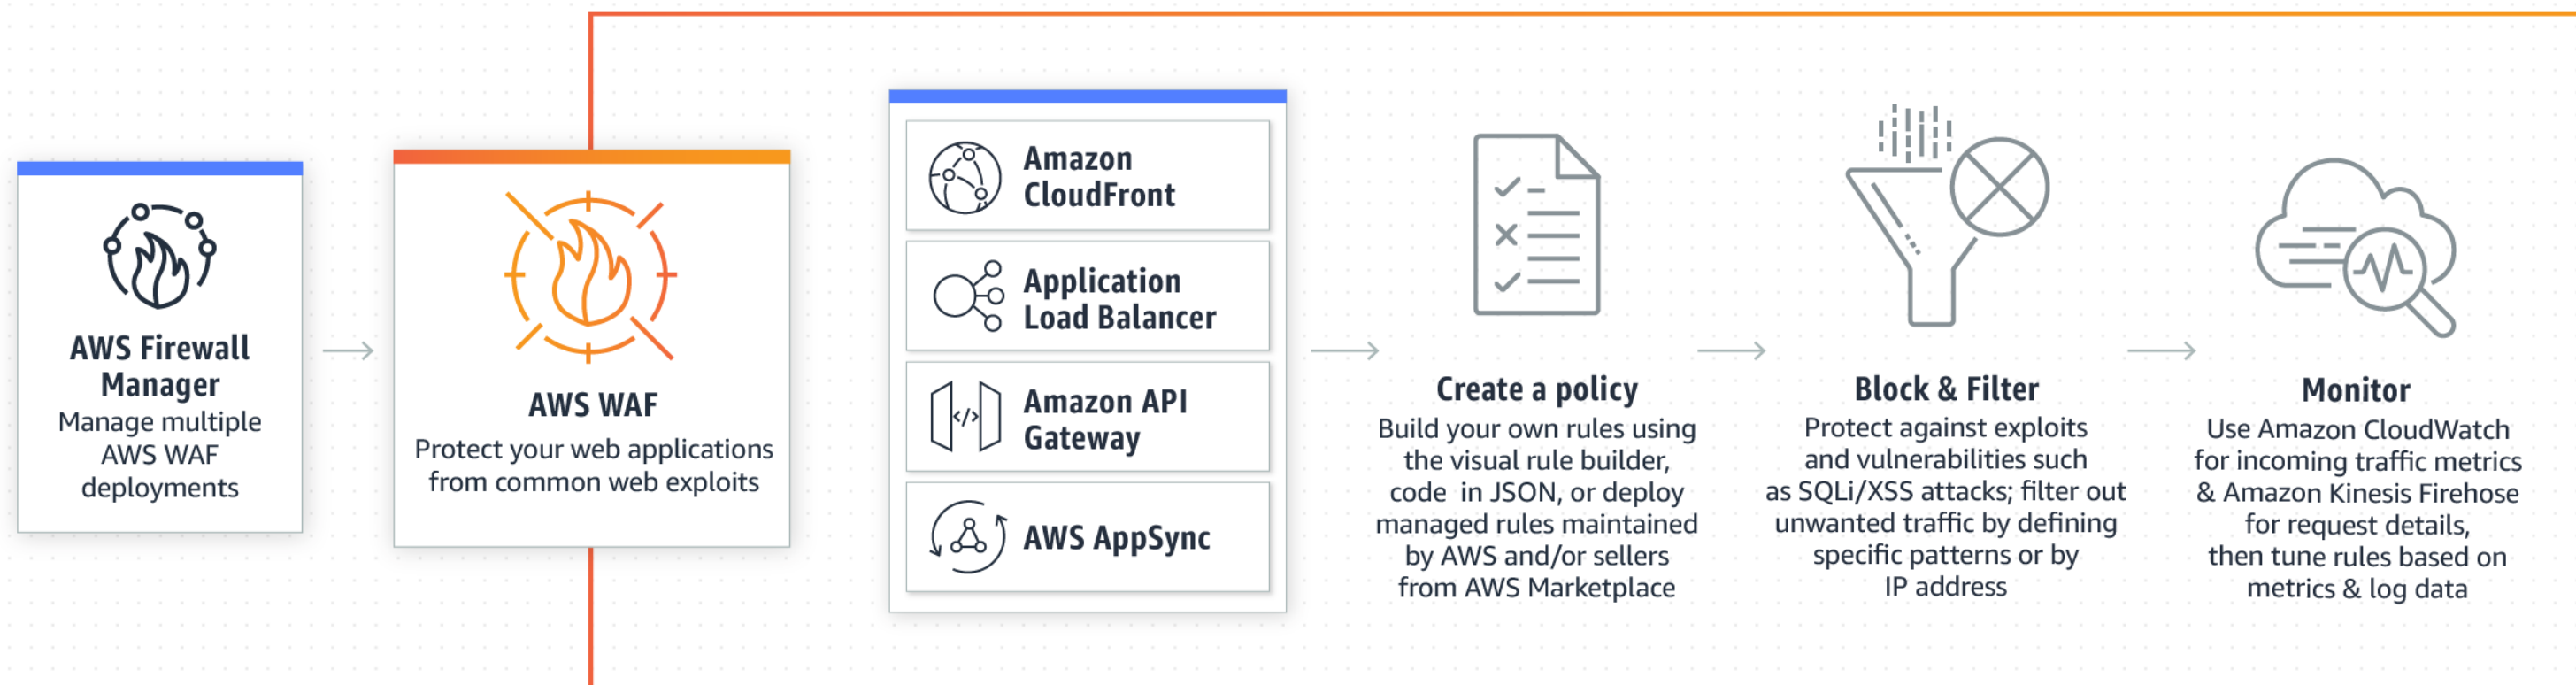 AWS Firewall
Manager
Manage multiple
AWS WAF
deployments
AWS WAF
Protect your web applications
from common web exploits
Amazon
CloudFront
Application
Load Balancer
Amazon API
Gateway
</>
AWS AppSync
Create a policy
Build your own rules using
the visual rule builder,
code in JSON, or deploy
managed rules maintained
by AWS and/or sellers
from AWS Marketplace
Block & Filter
Protect against exploits
and vulnerabilities such
as SQLi/XSS attacks; filter out
unwanted traffic by defining
specific patterns or by
IP address
Monitor
Use Amazon CloudWatch
for incoming traffic metrics
& Amazon Kinesis Firehose
for request details,
then tune rules based on
metrics & log data